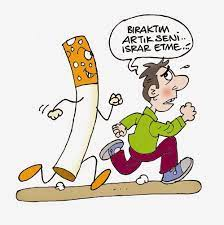 BIRAKTIM
ARTIK SENİ..
ISRAR ETME...